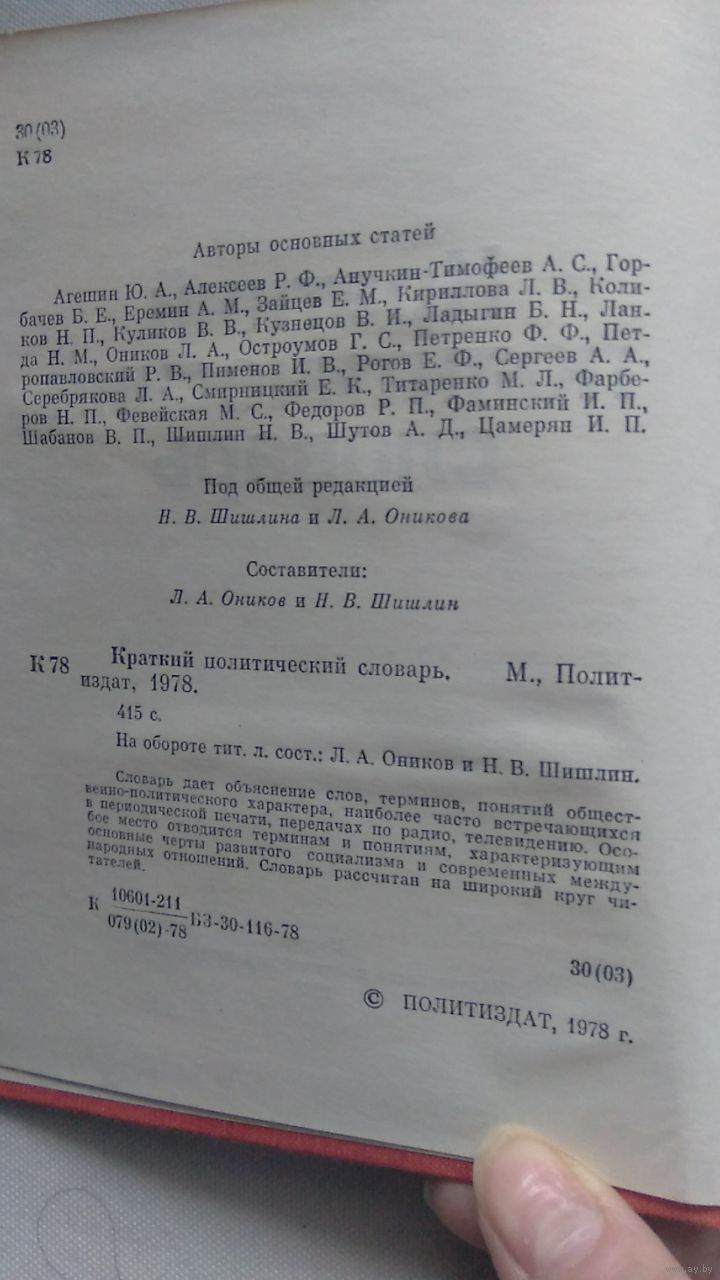 30(03)
К 78
Авторы основных статей
Агешин Ю. А., Алексеев Р. Ф., Анучкин-Тимофеев А. С., Гор-
бачев Б. Е., Еремин А. М., Зайцев Е. М., Кириллова Л. В., Коли-
ков Н. П., Куликов В. В., Кузнецов В. И., Ладыгин Б. Н., Лан-
да Н. М., Оников Л. А., Остроумов Г. С., Петренко Ф. Ф., Пет-
ропавловский Р. В., Пименов И. В., Рогов Е. Ф., Сергеев А. А.,
Серебрякова Л. А., Смирницкий Е. К., Титаренко М. Л., Фарбе-
ров Н. П., Февейская М. С., Федоров Р. П., Фаминский И. П.,
Шабанов В. П., Шишлин Н. В., Шутов А. Д., Цамерян И. П.
Под общей редакцией
Н. В. Шишлина и Л. А. Оникова
Составители:
Л. А. Оников и Н. В. Шишлин
К 78 Краткий политический словарь. М., Полит-
издат, 1978.
415 с.
На обороте тит. л. сост.: Л. А. Оников и Н. В. Шишлин.
Словарь дает объяснение слов, терминов, понятий общест-
венно-политического характера, наиболее часто встречающихся
в периодической печати, передачах по радио, телевидению. Осо-
бое место отводится терминам и понятиям, характеризующим
основные черты развитого социализма и современных между-
народных отношений. Словарь рассчитан на широкий круг чи-
тателей.
К 10601-211
079(02)-78 БЗ-30-116-78
30(03)
© ПОЛИТИЗДАТ, 1978 г.
www.ay.by